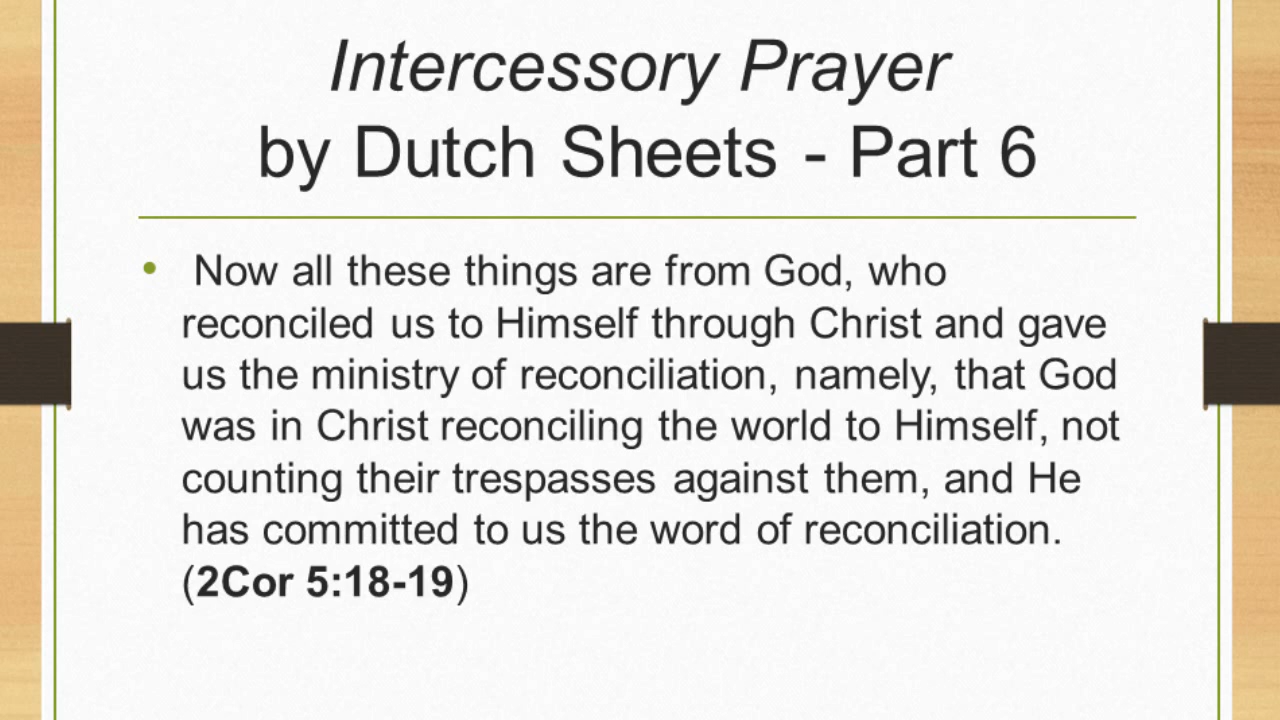 Intercessory Prayer
by Dutch Sheets - Part 6
• Now all these things are from God, who
reconciled us to Himself through Christ and gave
us the ministry of reconciliation, namely, that God
was in Christ reconciling the world to Himself, not
counting their trespasses against them, and He
has committed to us the word of reconciliation.
(2Cor 5:18-19)